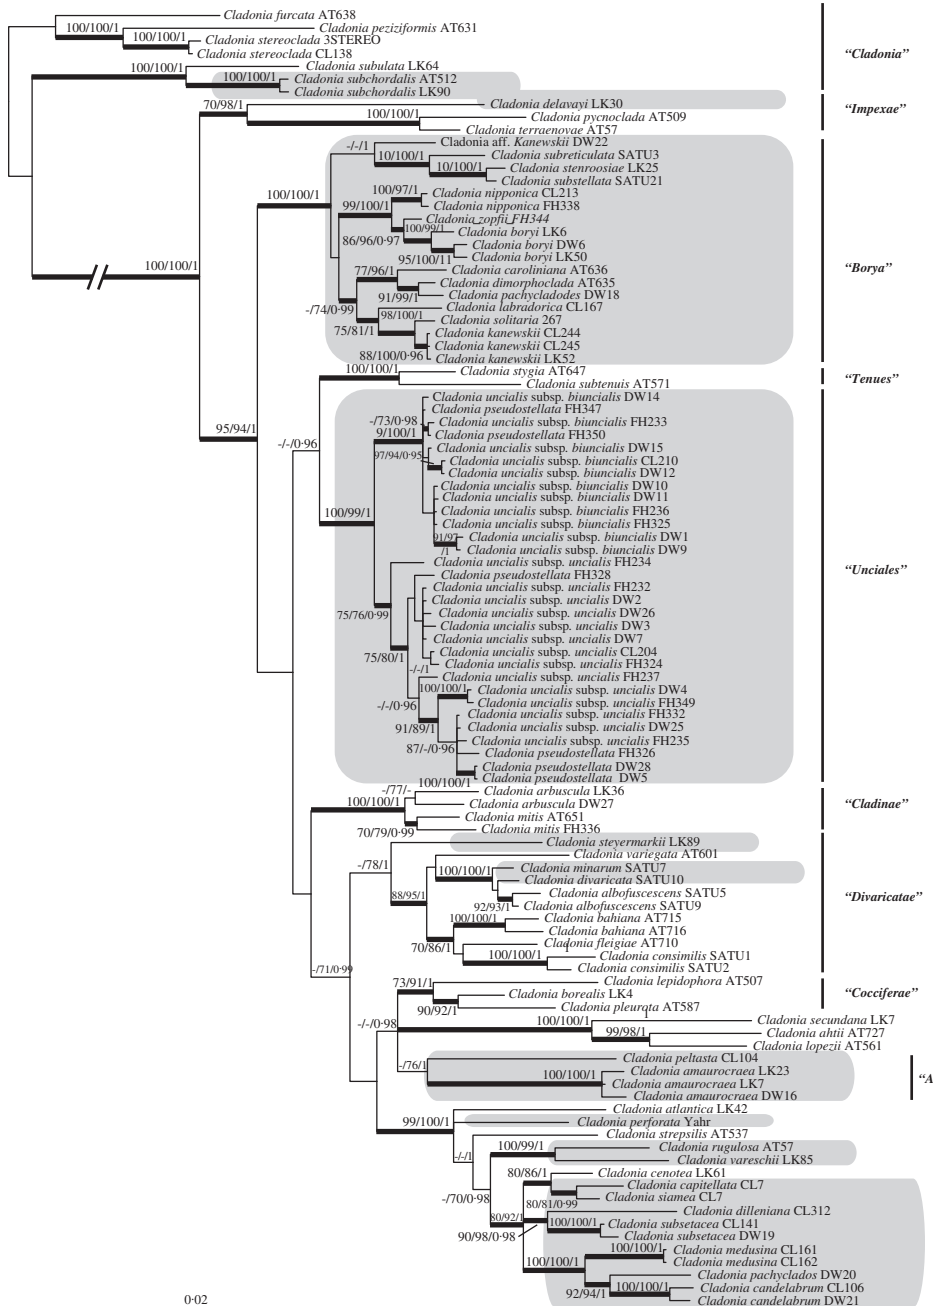 Cladonia furcata AT638
100/100/1
Cladonia peziziformis AT631
100/100/1
Cladonia stereoclada 3STEREO
Cladonia stereoclada CL138
"Cladonia"
100/100/1
Cladonia subulata LK64
100/100/1
Cladonia subchordalis AT512
Cladonia subchordalis LK90
70/98/1
Cladonia delavayi LK30
"Impexae"
100/100/1
Cladonia pycnoclada AT509
Cladonia terraenovae AT57
-/-/1
Cladonia aff. Kanewskii DW22
10/100/1
Cladonia subreticulata SATU3
10/100/1
Cladonia stenroosiae LK25
Cladonia substellata SATU21
100/100/1
100/97/1
Cladonia nipponica CL213
99/100/1
Cladonia nipponica FH338
Cladonia zopfii FH344
100/99/1
Cladonia boryi LK6
86/96/0·97
Cladonia boryi DW6
95/100/11
Cladonia boryi LK50
100/100/1
77/96/1
Cladonia caroliniana AT636
"Borya"
Cladonia dimorphoclada AT635
91/99/1
Cladonia pachycladodes DW18
-/74/0·99
Cladonia labradorica CL167
98/100/1
Cladonia solitaria 267
75/81/1
Cladonia kanewskii CL244
Cladonia kanewskii CL245
88/100/0·96
Cladonia kanewskii LK52
100/100/1
Cladonia stygia AT647
"Tenues"
Cladonia subtenuis AT571
Cladonia uncialis subsp. biuncialis DW14
Cladonia pseudostellata FH347
-/73/0·98
Cladonia uncialis subsp. biuncialis FH233
95/94/1
9/100/1
Cladonia pseudostellata FH350
-/-/0·96
Cladonia uncialis subsp. biuncialis DW15
97/94/0·95
Cladonia uncialis subsp. biuncialis CL210
Cladonia uncialis subsp. biuncialis DW12
Cladonia uncialis subsp. biuncialis DW10
Cladonia uncialis subsp. biuncialis DW11
100/99/1
Cladonia uncialis subsp. biuncialis FH236
Cladonia uncialis subsp. biuncialis FH325
91/97
/1
Cladonia uncialis subsp. biuncialis DW1
Cladonia uncialis subsp. biuncialis DW9
Cladonia uncialis subsp. uncialis FH234
"Unciales"
Cladonia pseudostellata FH328
Cladonia uncialis subsp. uncialis FH232
Cladonia uncialis subsp. uncialis DW2
75/76/0·99
Cladonia uncialis subsp. uncialis DW26
Cladonia uncialis subsp. uncialis DW3
Cladonia uncialis subsp. uncialis DW7
75/80/1
Cladonia uncialis subsp. uncialis CL204
-/-/1
Cladonia uncialis subsp. uncialis FH324
Cladonia uncialis subsp. uncialis FH237
100/100/1
Cladonia uncialis subsp. uncialis DW4
-/-/0·96
Cladonia uncialis subsp. uncialis FH349
Cladonia uncialis subsp. uncialis FH332
91/89/1
Cladonia uncialis subsp. uncialis DW25
Cladonia uncialis subsp. uncialis FH235
87/-/0·96
Cladonia pseudostellata FH326
Cladonia pseudostellata DW28
100/100/1
Cladonia pseudostellata DW5
-/77/-
Cladonia arbuscula LK36
100/100/1
Cladonia arbuscula DW27
"Cladinae"
Cladonia mitis AT651
70/79/0·99
Cladonia mitis FH336
Cladonia steyermarkii LK89
-/78/1
Cladonia variegata AT601
100/100/1
Cladonia minarum SATU7
Cladonia divaricata SATU10
88/95/1
Cladonia albofuscescens SATU5
"Divaricatae"
92/93/1
Cladonia albofuscescens SATU9
100/100/1
Cladonia bahiana AT715
Cladonia bahiana AT716
70/86/1
Cladonia fleigiae AT710
100/100/1
1
Cladonia consimilis SATU1
-/71/0·99
Cladonia consimilis SATU2
73/91/1
Cladonia lepidophora AT507
Cladonia borealis LK4
"Cocciferae"
90/92/1
Cladonia pleurota AT587
-/-/0·98
100/100/1
1
Cladonia secundana LK7
99/98/1
Cladonia ahtii AT727
Cladonia lopezii AT561
-/76/1
Cladonia peltasta CL104
100/100/1
Cladonia amaurocraea LK23
"A
Cladonia amaurocraea LK7
Cladonia amaurocraea DW16
Cladonia atlantica LK42
99/100/1
Cladonia perforata Yahr
Cladonia strepsilis AT537
100/99/1
Cladonia rugulosa AT57
-/-/1
Cladonia vareschii LK85
80/86/1
Cladonia cenotea LK61
Cladonia capitellata CL7
-/70/0·98
Cladonia siamea CL7
80/81/0·99
80/92/1
Cladonia dilleniana CL312
100/100/1
Cladonia subsetacea CL141
90/98/0·98
Cladonia subsetacea DW19
100/100/1
Cladonia medusina CL161
100/100/1
Cladonia medusina CL162
Cladonia pachyclados DW20
100/100/1
Cladonia candelabrum CL106
92/94/1
0·02
Cladonia candelabrum DW21